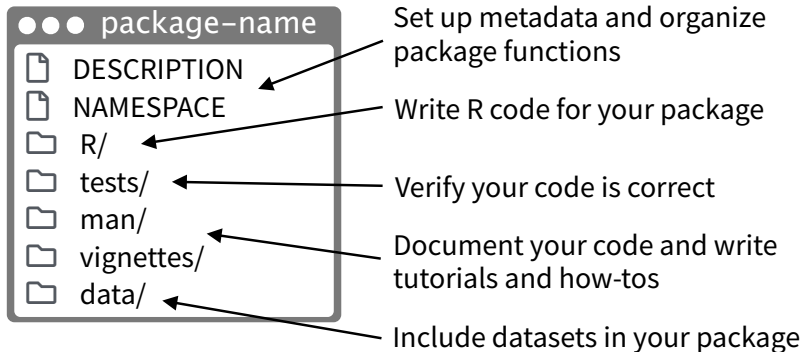 package-name
DESCRIPTION
NAMESPACE
R/
tests/
man/
vignettes/
data/
Set up metadata and organize
package functions
Write R code for your package
Verify your code is correct
Document your code and write
tutorials and how-tos
Include datasets in your package